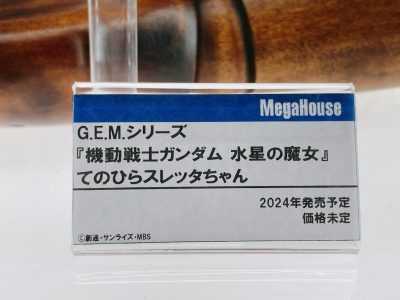 MegaHouse
G.E.M.シリーズ
『機動戦士ガンダム 水星の魔女』
てのひらスレッタちゃん
2024年発売予定
価格未定
©創通・サンライズ・MBS